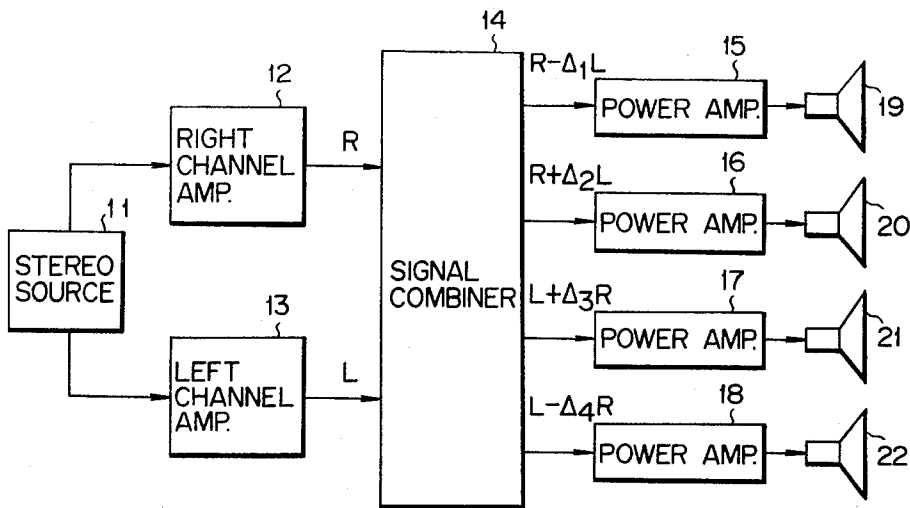 11
STEREO
SOURCE
12
RIGHT
CHANNEL
AMP.
R
13
LEFT
CHANNEL
AMP.
L
14
SIGNAL
COMBINER
R-Δ1L
15
POWER AMP.
19
R+Δ2L
16
POWER AMP.
20
L+Δ3R
17
POWER AMP.
21
L-Δ4R
18
POWER AMP.
22